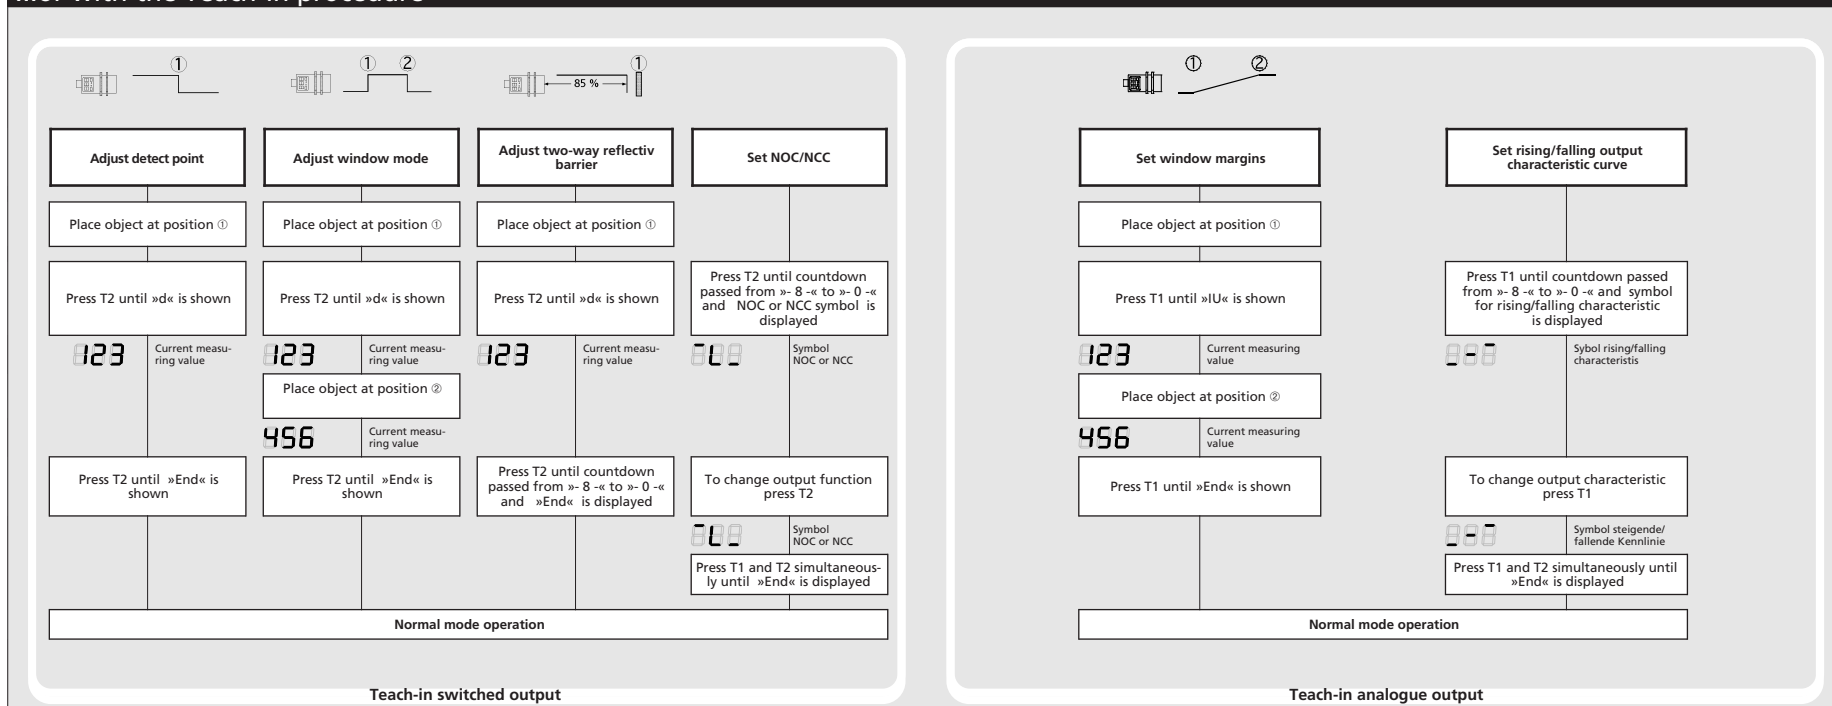 ①
① ②
①
85 %
Adjust detect point
Place object at position ①
Press T2 until »d« is shown
123
Current measu-
ring value
Press T2 until »End« is
shown
Adjust window mode
Place object at position ①
Press T2 until »d« is shown
123
Current measu-
ring value
Place object at position ②
456
Current measu-
ring value
Press T2 until »End« is
shown
Adjust two-way reflectiv
barrier
Place object at position ①
Press T2 until »d« is shown
123
Current measu-
ring value
Press T2 until countdown
passed from »- 8 -« to »- 0 -«
and »End« is displayed
Set NOC/NCC
Press T2 until countdown
passed from »- 8 -« to »- 0 -«
and NOC or NCC symbol is
displayed
Symbol
NOC or NCC
To change output function
press T2
Symbol
NOC or NCC
Press T1 and T2 simultaneous-
ly until »End« is displayed
Normal mode operation
Teach-in switched output
① ②
Set window margins
Place object at position ①
Press T1 until »IU« is shown
123
Current measuring
value
Place object at position ②
456
Current measuring
value
Press T1 until »End« is shown
Set rising/falling output
characteristic curve
Press T1 until countdown passed
from »- 8 -« to »- 0 -« and symbol
for rising/falling characteristic
is displayed
Sybol rising/falling
characteristis
To change output characteristic
press T1
Symbol steigende/
fallende Kennlinie
Press T1 and T2 simultaneously until
»End« is displayed
Normal mode operation
Teach-in analogue output